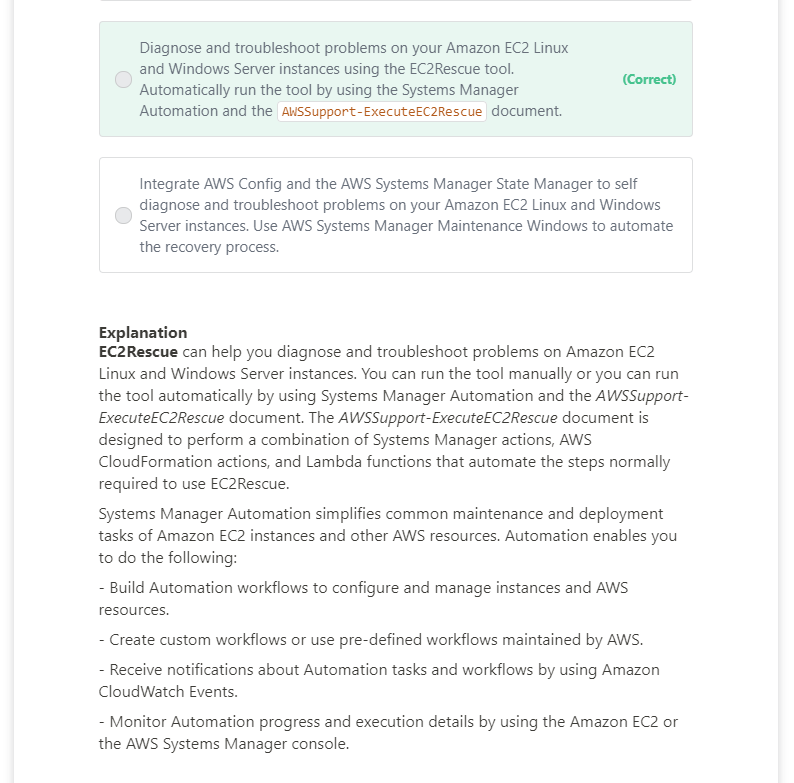 Diagnose and troubleshoot problems on your Amazon EC2 Linux
and Windows Server instances using the EC2Rescue tool.
Automatically run the tool by using the Systems Manager
Automation and the AWSSupport-ExecuteEC2Rescue document.
(Correct)
Integrate AWS Config and the AWS Systems Manager State Manager to self
diagnose and troubleshoot problems on your Amazon EC2 Linux and Windows
Server instances. Use AWS Systems Manager Maintenance Windows to automate
the recovery process.
Explanation
EC2Rescue can help you diagnose and troubleshoot problems on Amazon EC2
Linux and Windows Server instances. You can run the tool manually or you can run
the tool automatically by using Systems Manager Automation and the AWSSupport-
ExecuteEC2Rescue document. The AWSSupport-ExecuteEC2Rescue document is
designed to perform a combination of Systems Manager actions, AWS
CloudFormation actions, and Lambda functions that automate the steps normally
required to use EC2Rescue.
Systems Manager Automation simplifies common maintenance and deployment
tasks of Amazon EC2 instances and other AWS resources. Automation enables you
to do the following:
- Build Automation workflows to configure and manage instances and AWS
resources.
- Create custom workflows or use pre-defined workflows maintained by AWS.
- Receive notifications about Automation tasks and workflows by using Amazon
CloudWatch Events.
- Monitor Automation progress and execution details by using the Amazon EC2 or
the AWS Systems Manager console.